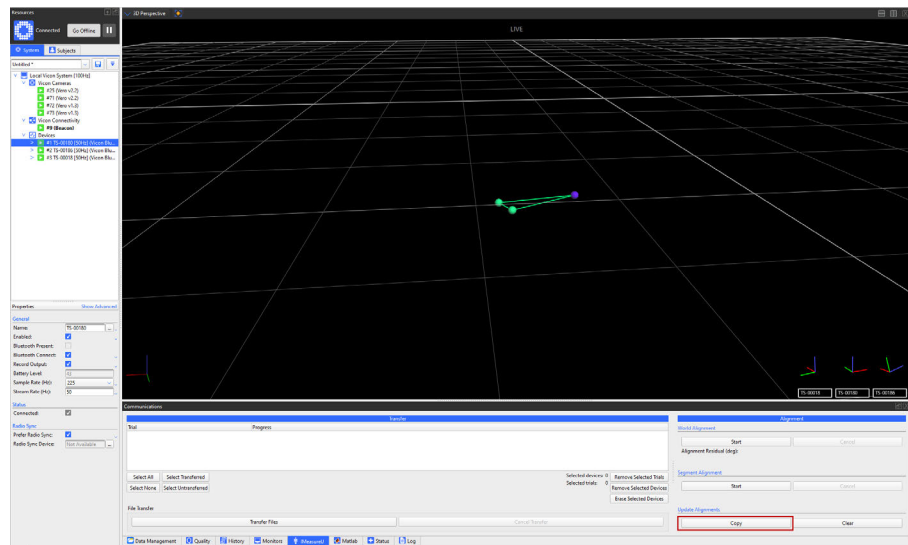 Resources
3D Perspective
Connected
Go Offline
LIVE
System
Subjects
Untitled *
Local Vicon System [100Hz]
Vicon Cameras
#25 (Vero v2.2)
#71 (Vero v2.2)
#72 (Vero v1.3)
#73 (Vero v1.3)
Vicon Connectivity
#9 (Beacon)
Devices
#1 TS-00180 [50Hz] (Vicon Blu...
#2 TS-00186 [50Hz] (Vicon Blu...
#3 TS-00018 [50Hz] (Vicon Blu...
Properties
Show Advanced
General
Name:
TS-00180
Enabled:
Bluetooth Present:
Bluetooth Connect:
Record Output:
Battery Level:
Sample Rate (Hz):
225
Stream Rate (Hz):
50
Status
Connected:
Radio Sync
Prefer Radio Sync:
Radio Sync Device:
Not Available
TS-00018
TS-00180
TS-00186
Communications
Transfer
Trial
Progress
Select All
Select Transferred
Select None
Select Untransferred
Selected devices: 0
Selected trials: 0
Remove Selected Trials
Remove Selected Devices
Erase Selected Devices
File Transfer
Transfer Files
Cancel Transfer
Alignment
World Alignment
Start
Cancel
Alignment Residual (deg):
Segment Alignment
Start
Cancel
Update Alignments
Copy
Clear
Data Management
Quality
History
Monitors
IMeasureU
Matlab
Status
Log